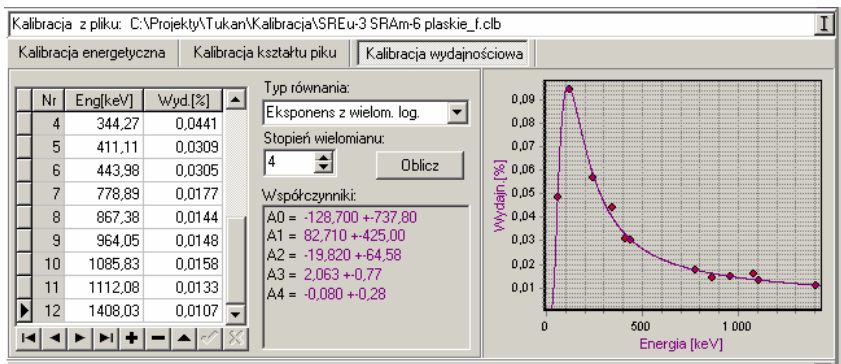 Kalibracja z pliku: C:\Projekty\Tukan\Kalibracja\SREu-3 SRAm-6 plaskie_f.clb
Kalibracja energetyczna Kalibracja kształtu piku Kalibracja wydajnościowa
Nr Eng[keV] Wyd.[%]
4 344,27 0,0441
5 411,11 0,0309
6 443,98 0,0305
7 778,89 0,0177
8 867,38 0,0144
9 964,05 0,0148
10 1085,83 0,0158
11 1112,08 0,0133
12 1408,03 0,0107
Typ równania:
Eksponens z wielom. log.
Stopień wielomianu:
4 Oblicz
Współczynniki:
A0 = -128,700 +-737,80
A1 = 82,710 +-425,00
A2 = -19,820 +-64,58
A3 = 2,063 +-0,77
A4 = -0,080 +-0,28
Wydajn.[%]
0,09
0,08
0,07
0,06
0,05
0,04
0,03
0,02
0,01
0 500 1 000
Energia [keV]